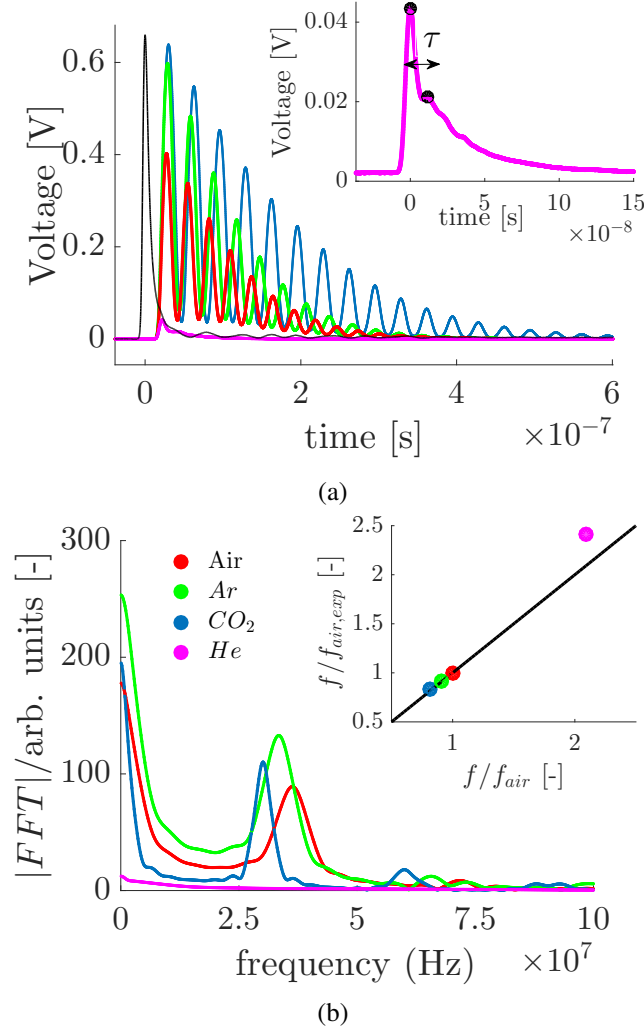 0.6
0.4
0.2
0
Voltage [V]
0
2
4
6
time [s]
×10⁻⁷
0.04
0.02
0
Voltage [V]
τ
0
5
10
15
time [s]
×10⁻⁸
(a)
300
200
100
0
|FFT|/arb. units [-]
Air
Ar
CO₂
He
0
2.5
5
7.5
10
frequency (Hz)
×10⁷
2.5
2
1
0.5
f/f_air,exp [-]
1
2
f/f_air [-]
(b)